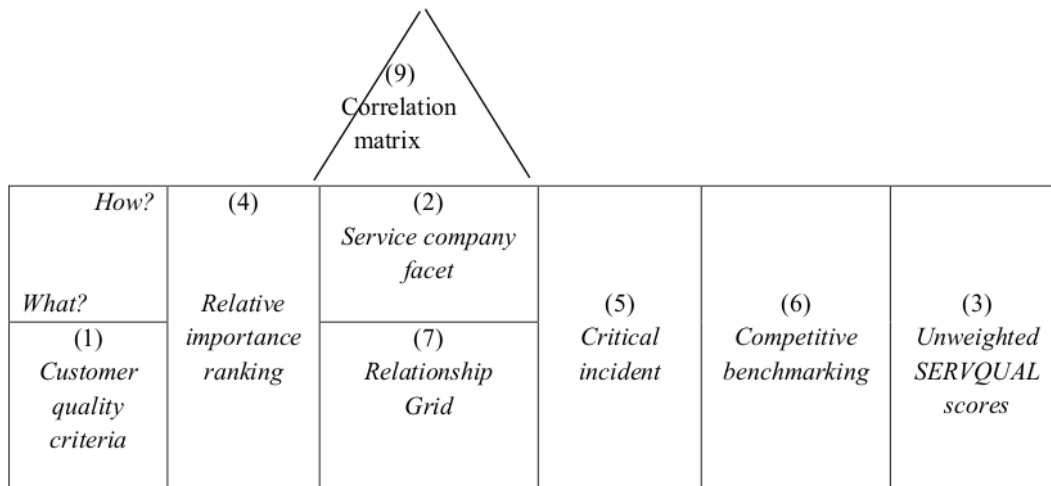 (9)
Correlation
matrix
How?
What?
(1)
Customer
quality
criteria
(4)
Relative
importance
ranking
(2)
Service company
facet
(7)
Relationship
Grid
(5)
Critical
incident
(6)
Competitive
benchmarking
(3)
Unweighted
SERVQUAL
scores